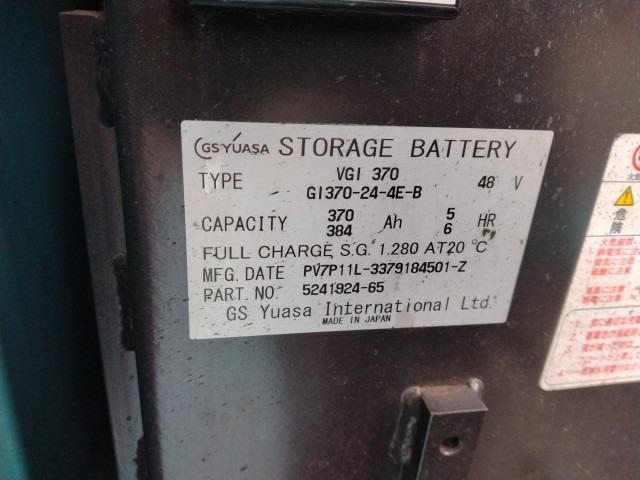 GS YUASA STORAGE BATTERY
TYPE VGI 370 48 V
GI370-24-4E-B
CAPACITY 370 Ah 5 HR
384 6
FULL CHARGE S.G. 1.280 AT 20 ℃
MFG. DATE PV7P11L-3379184501-Z
PART. NO. 5241924-65
GS Yuasa International Ltd.
MADE IN JAPAN
危険